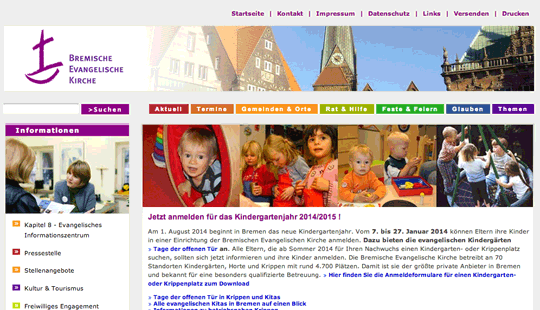 Startseite | Kontakt | Impressum | Datenschutz | Links | Versenden | Drucken
Bremische
Evangelische
Kirche
>Suchen
Aktuell
Termine
Gemeinden & Orte
Rat & Hilfe
Feste & Feiern
Glauben
Themen
Informationen
Kapitel 8 - Evangelisches
Informationszentrum
Pressestelle
Stellenangebote
Kultur & Tourismus
Freiwilliges Engagement
Jetzt anmelden für das Kindergartenjahr 2014/2015 !
Am 1. August 2014 beginnt in Bremen das neue Kindergartenjahr. Vom 7. bis 27. Januar 2014 können Eltern ihre Kinder
in einer Einrichtung der Bremischen Evangelischen Kirche anmelden. Dazu bieten die evangelischen Kindergärten
» Tage der offenen Tür an. Alle Eltern, die ab Sommer 2014 für Ihren Nachwuchs einen Kindergarten- oder Krippenplatz
suchen, sollten sich jetzt informieren und ihre Kinder anmelden. Die Bremische Evangelische Kirche betreibt an 70
Standorten Kindergärten, Horte und Krippen mit rund 4.700 Plätzen. Damit ist sie der größte private Anbieter in Bremen
und bekannt für eine besonders qualifizierte Betreuung. » Hier finden Sie die Anmeldeformulare für einen Kindergarten-
oder Krippenplatz zum Download
» Tage der offenen Tür in Krippen und Kitas
» Alle evangelischen Kitas in Bremen auf einen Blick